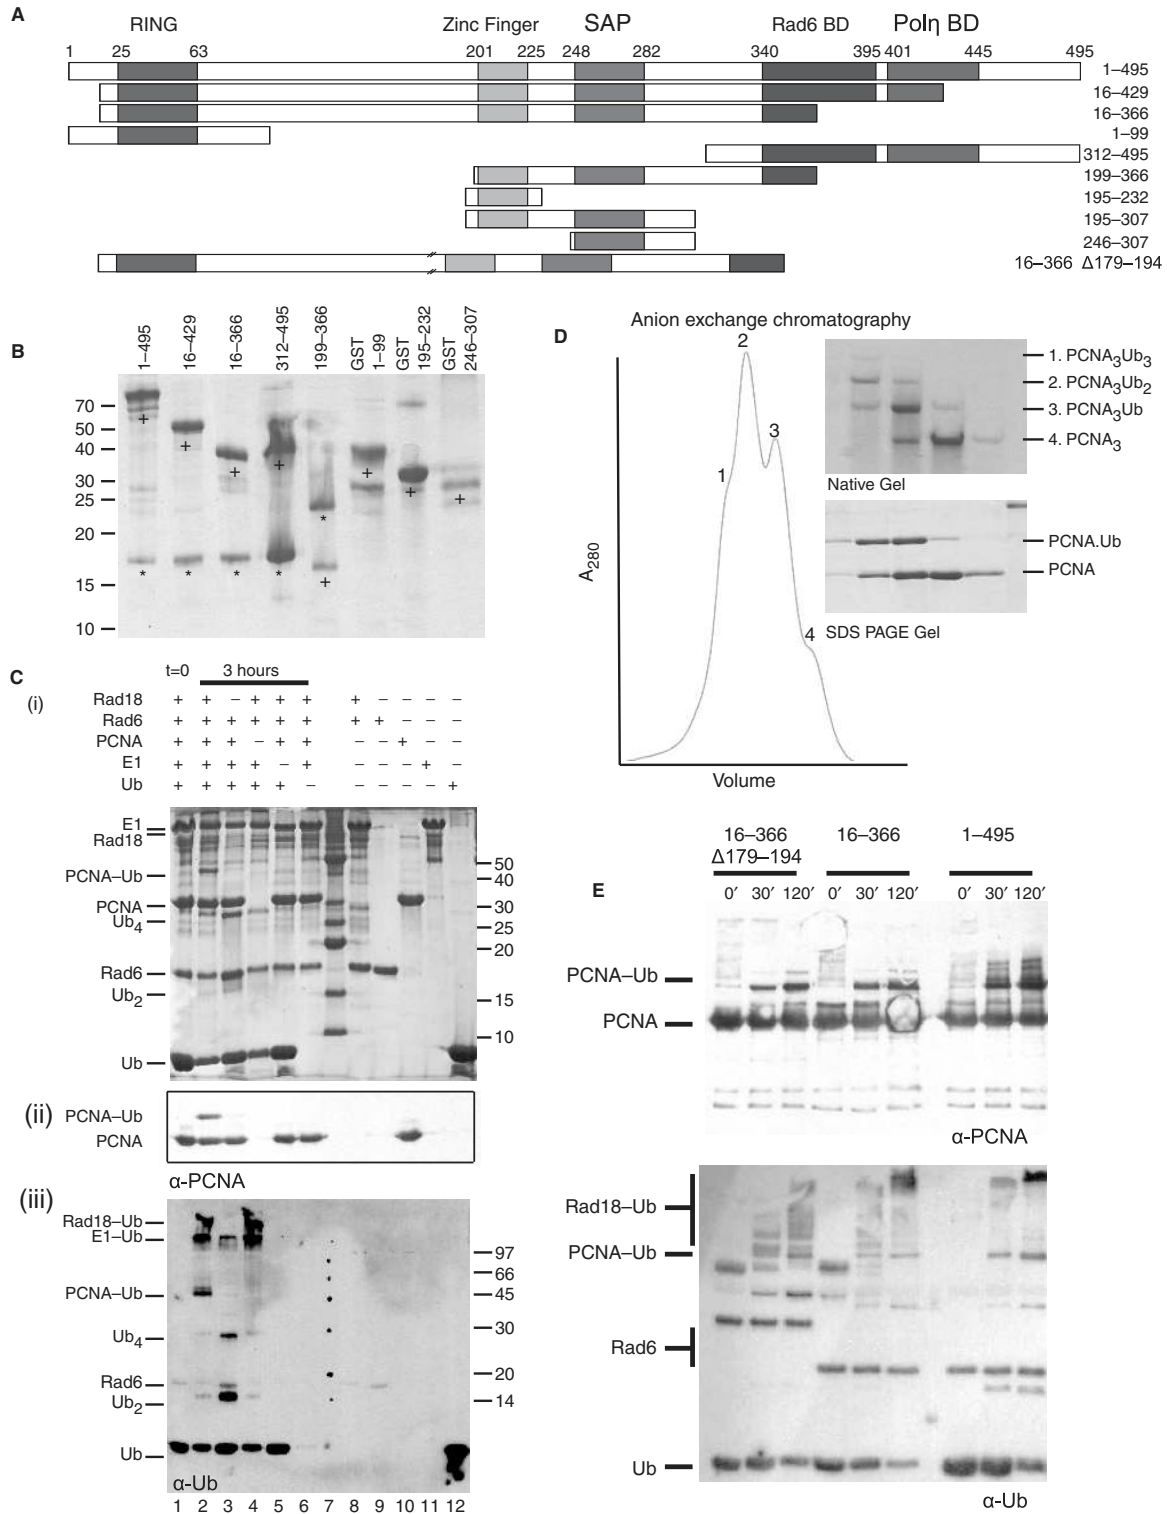 A
RING Zinc Finger SAP Rad6 BD Polη BD
1 25 63 201 225 248 282 340 395 401 445 495
1–495
16–429
16–366
1–99
312–495
199–366
195–232
195–307
246–307
16–366 Δ179–194
B
1–495
16–429
16–366
312–495
199–366
GST 1–99
GST 195–232
GST 246–307
70
50
40
30
25
20
15
10
+ + + + + + + +
* * * * *
C
(i)
t=0 3 hours
Rad18 + + – + + + + – – – –
Rad6 + + + + + + + + – – –
PCNA + + + – + + – – + – –
E1 + + + + – + – – – + –
Ub + + + + + – – – – – +
E1
Rad18
PCNA–Ub
PCNA
Ub4
Rad6
Ub2
Ub
50
40
30
25
20
15
10
(ii)
PCNA–Ub
PCNA
α-PCNA
(iii)
Rad18–Ub
E1–Ub
PCNA–Ub
Ub4
Rad6
Ub2
Ub
97
66
45
30
20
14
α-Ub
1 2 3 4 5 6 7 8 9 10 11 12
D
Anion exchange chromatography
1
2
3
4
A280
Volume
1. PCNA3Ub3
2. PCNA3Ub2
3. PCNA3Ub
4. PCNA3
Native Gel
PCNA.Ub
PCNA
SDS PAGE Gel
E
16–366 Δ179–194
16–366
1–495
0′ 30′ 120′ 0′ 30′ 120′ 0′ 30′ 120′
PCNA–Ub
PCNA
α-PCNA
Rad18–Ub
PCNA–Ub
Rad6
Ub
α-Ub